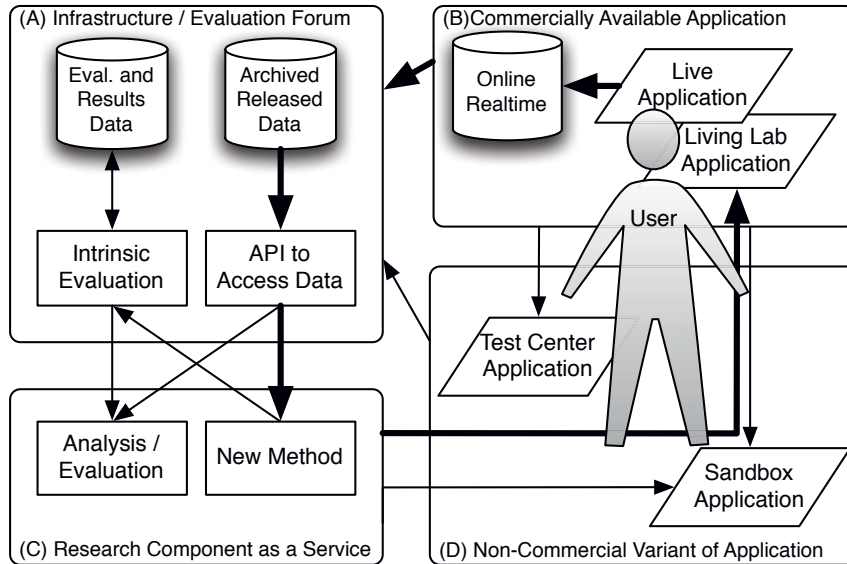 (A) Infrastructure / Evaluation Forum
Eval. and
Results
Data
Archived
Released
Data
Intrinsic
Evaluation
API to
Access Data
(B)Commercially Available Application
Online
Realtime
Live
Application
Living Lab
Application
User
Test Center
Application
Sandbox
Application
(D) Non-Commercial Variant of Application
Analysis /
Evaluation
New Method
(C) Research Component as a Service